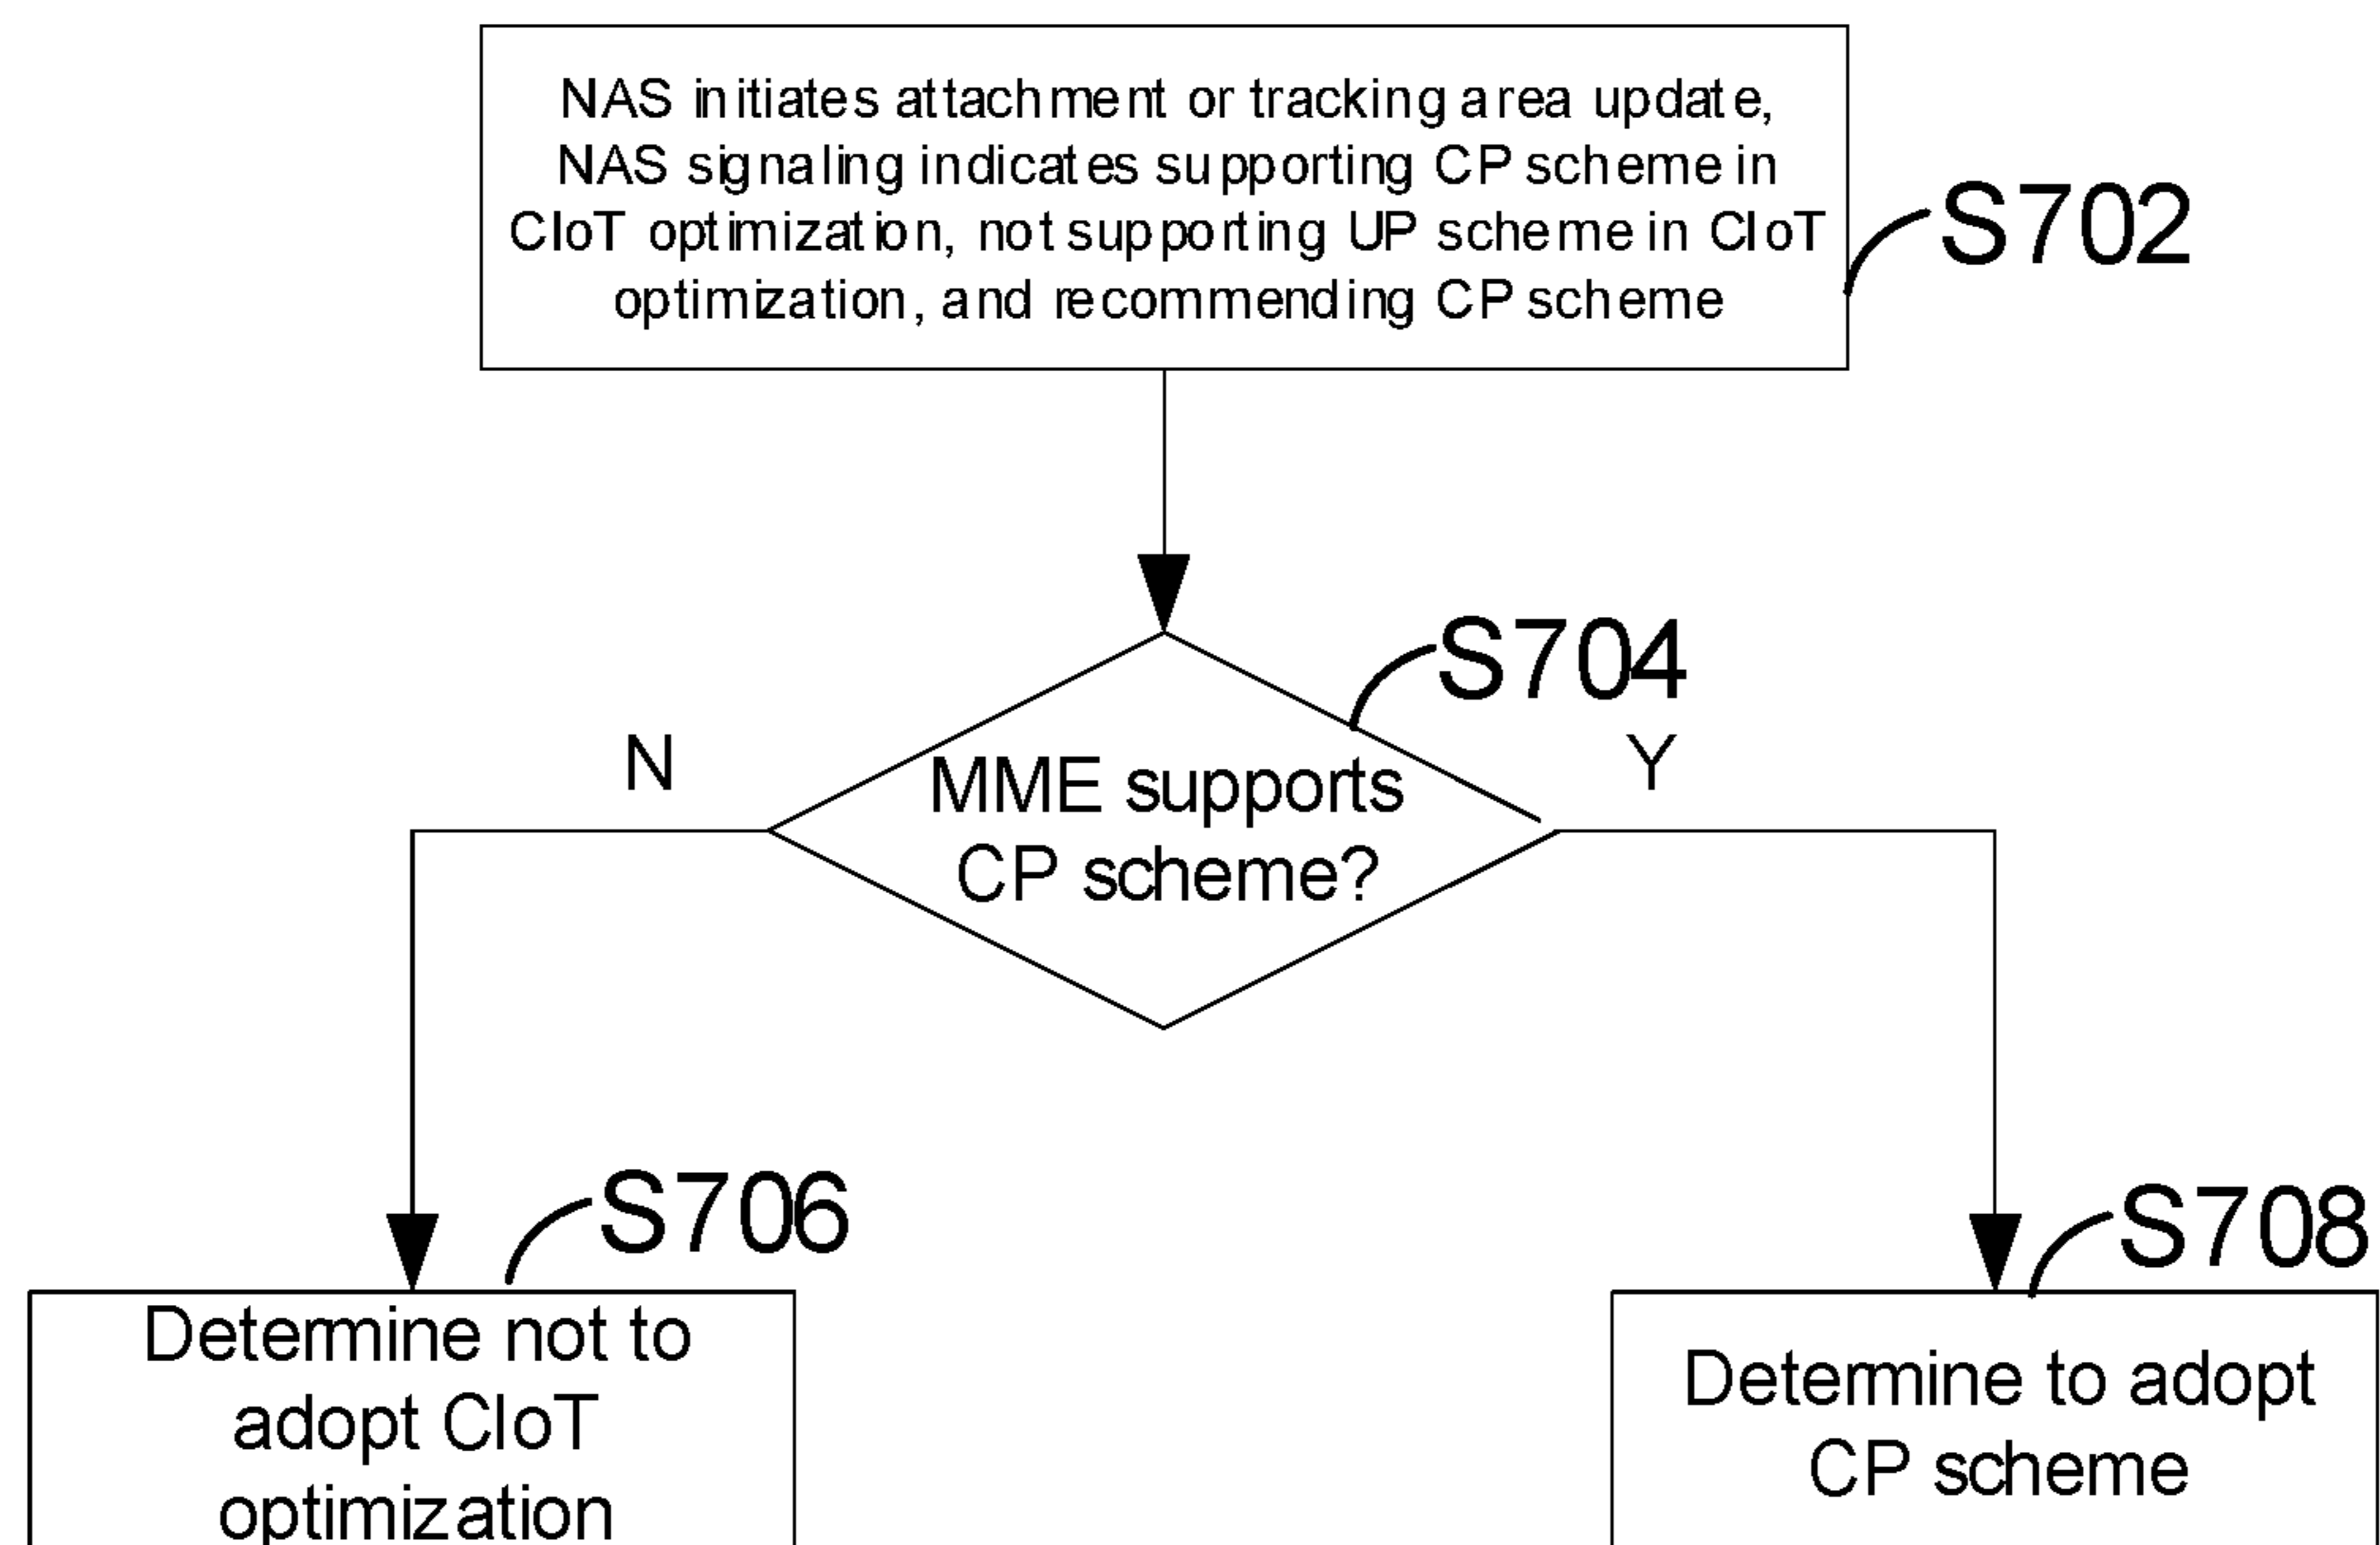 NAS initiates attachment or tracking area update,
NAS signaling indicates supporting CP scheme in
CIoT optimization, not supporting UP scheme in CIoT
optimization, and recommending CP scheme
S702
S704
N
Y
MME supports
CP scheme?
S706
S708
Determine not to
adopt CIoT
optimization
Determine to adopt
CP scheme